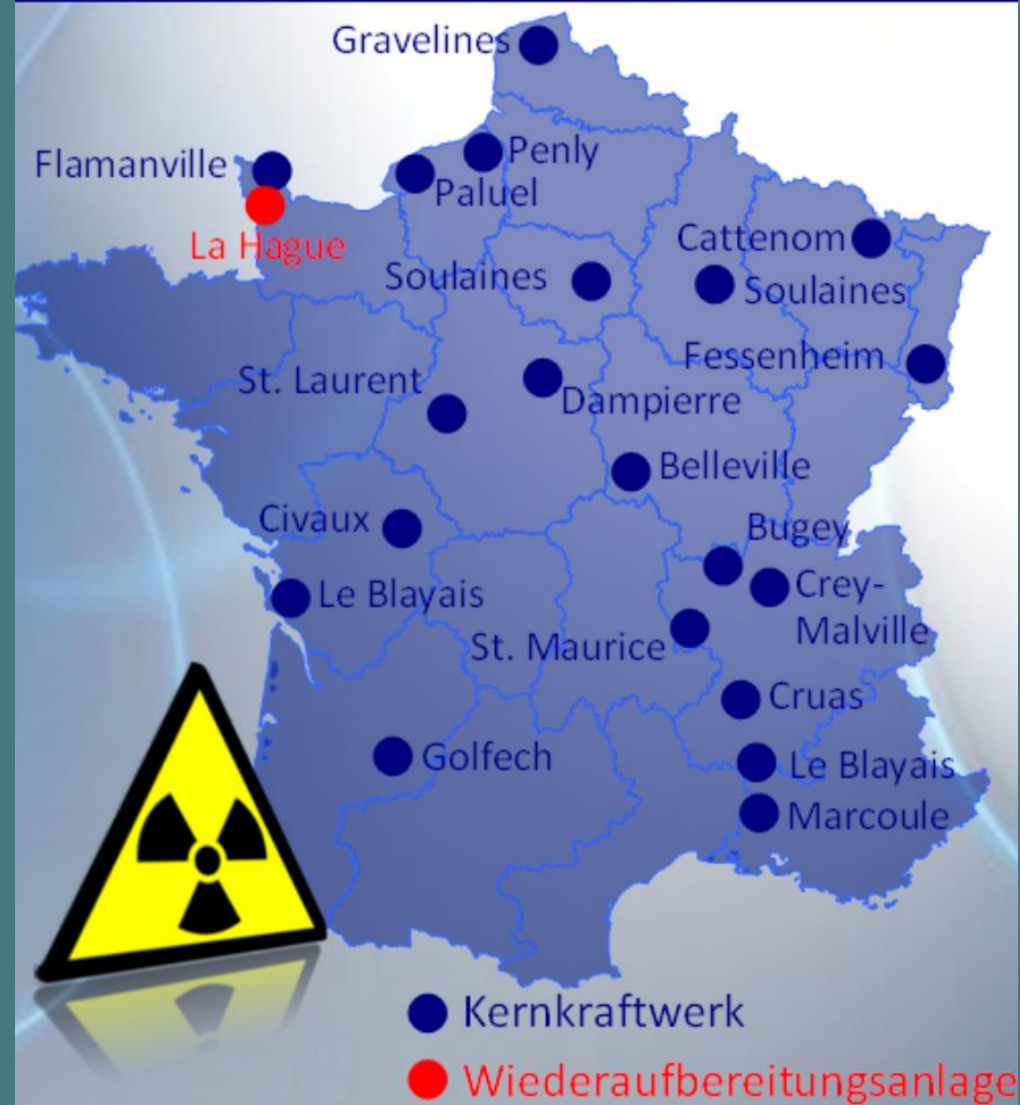 Gravelines
Flamanville
Penly
Paluel
La Hague
Cattenom
Soulaines
Soulaines
Fessenheim
St. Laurent
Dampierre
Belleville
Civaux
Bugey
Le Blayais
Crey-
Malville
St. Maurice
Cruas
Golfech
Le Blayais
Marcoule
Kernkraftwerk
Wiederaufbereitungsanlage